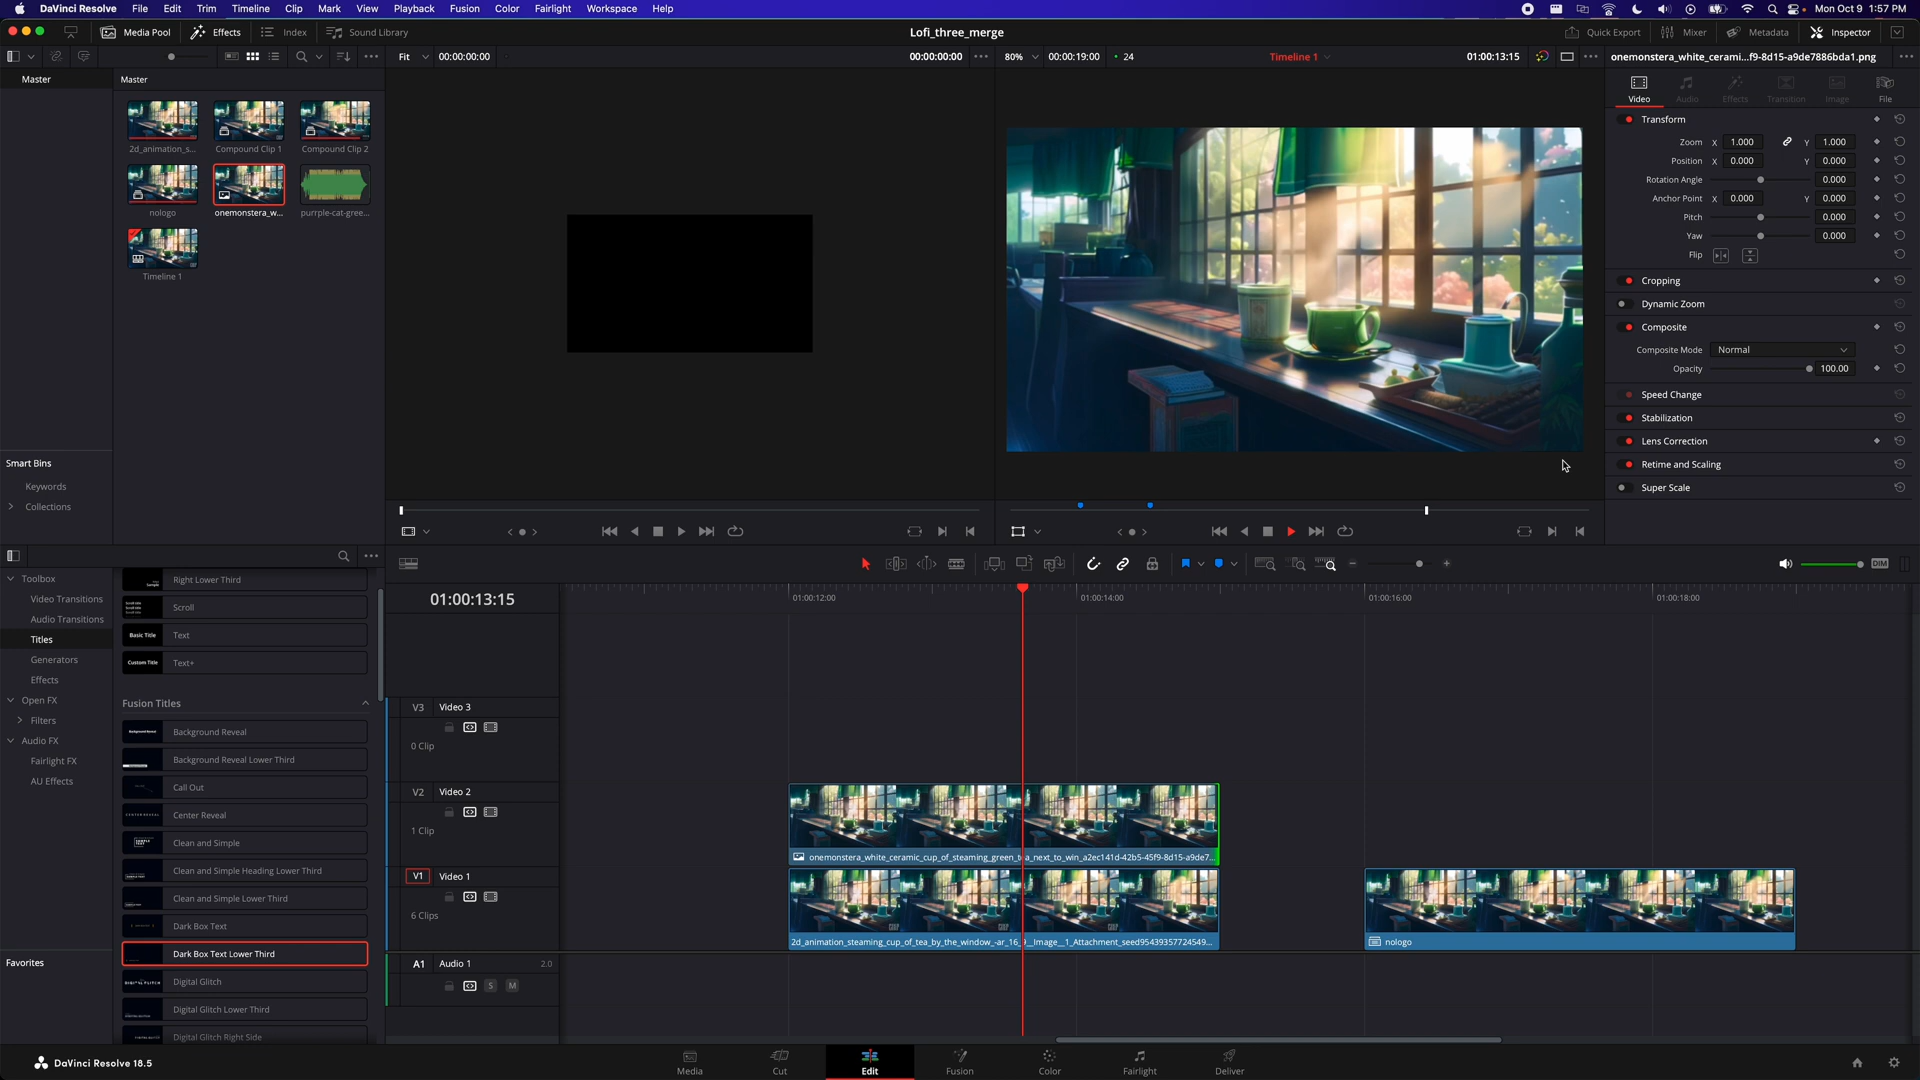 DaVinci Resolve File Edit Trim Timeline Clip Mark View Playback Fusion Color Fairlight Workspace Help Mon Oct 9 1:57 PM
Media Pool Effects Index Sound Library Lofi_three_merge Quick Export Mixer Metadata Inspector
Fit 00:00:00:00 00:00:00:00 80% 00:00:19:00 24 Timeline 1 01:00:13:15 onemonstera_white_cerami...f9-8d15-a9de7886bda1.png
Master Master
Video Audio Effects Transition Image File
2d_animation_s... Compound Clip 1 Compound Clip 2
nologo onemonstera_w... purrple-cat-gree...
Timeline 1
Transform
Zoom X 1.000 Y 1.000
Position X 0.000 Y 0.000
Rotation Angle 0.000
Anchor Point X 0.000 Y 0.000
Pitch 0.000
Yaw 0.000
Flip
Cropping
Dynamic Zoom
Composite
Composite Mode Normal
Opacity 100.00
Speed Change
Stabilization
Lens Correction
Retime and Scaling
Super Scale
Smart Bins
Keywords
Collections
Toolbox
Video Transitions
Audio Transitions
Titles
Generators
Effects
Open FX
Filters
Audio FX
Fairlight FX
AU Effects
Favorites
Right Lower Third
Scroll
Basic Title Text
Custom Title Text+
Fusion Titles
Background Reveal
Background Reveal Lower Third
Call Out
Center Reveal
Clean and Simple
Clean and Simple Heading Lower Third
Clean and Simple Lower Third
Dark Box Text
Dark Box Text Lower Third
Digital Glitch
Digital Glitch Lower Third
Digital Glitch Right Side
DIM
01:00:13:15 01:00:12:00 01:00:14:00 01:00:16:00 01:00:18:00
V3 Video 3
0 Clip
V2 Video 2
1 Clip
onemonstera_white_ceramic_cup_of_steaming_green_tea_next_to_win_a2ec141d-42b5-45f9-8d15-a9de7...
V1 Video 1
6 Clips
2d_animation_steaming_cup_of_tea_by_the_window_-ar_16_9__Image__1_Attachment_seed95439357724549...
nologo
A1 Audio 1 2.0
S M
DaVinci Resolve 18.5
Media Cut Edit Fusion Color Fairlight Deliver